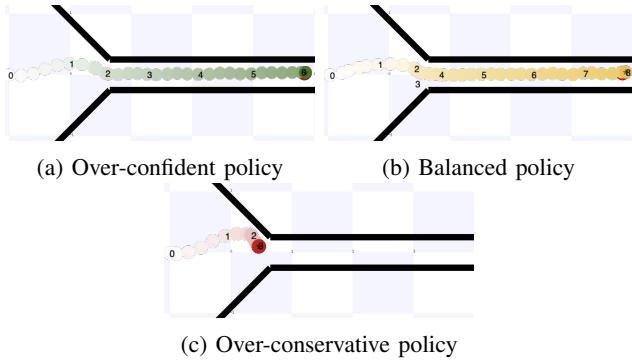 0 1 2 3 4 5 6
0 1 2 3 4 5 6 7 8
(a) Over-confident policy
(b) Balanced policy
0 1 2
(c) Over-conservative policy